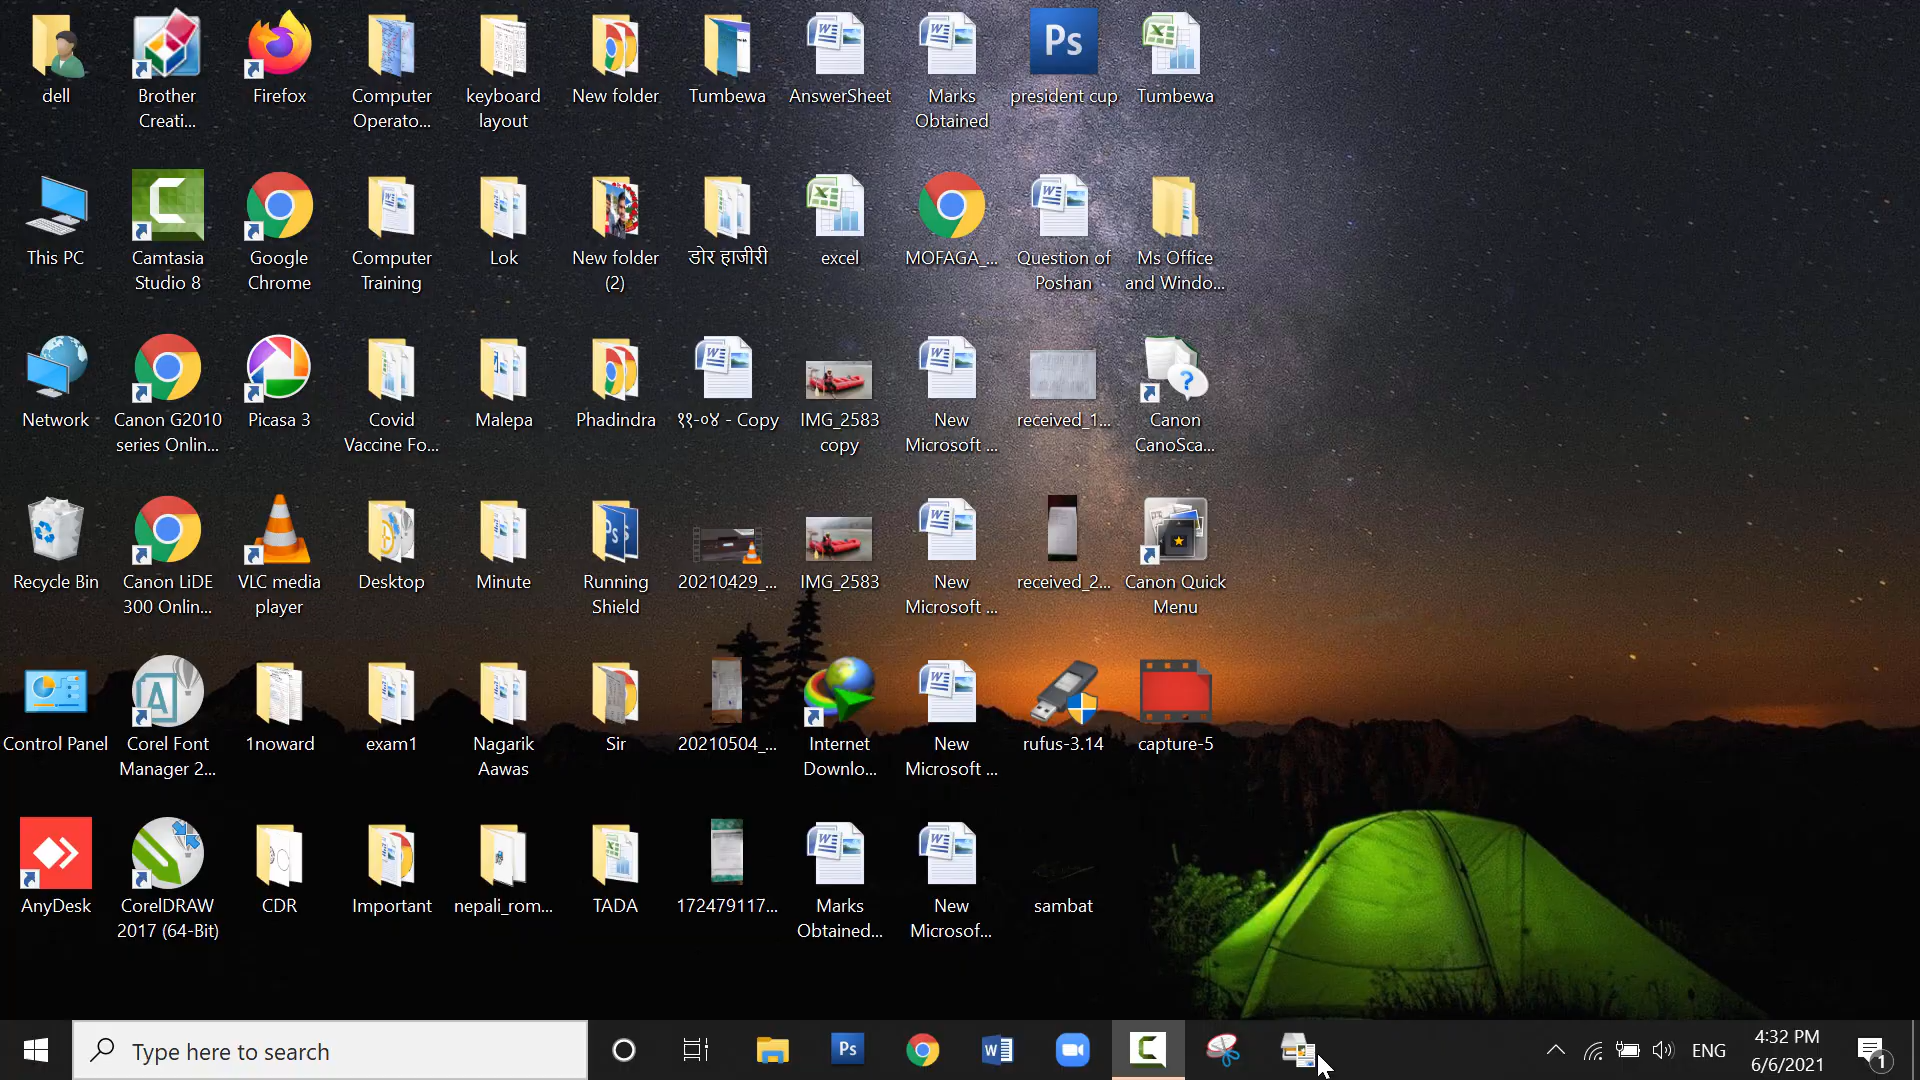 dell
Brother
Creati...
Firefox
Computer
Operato...
keyboard
layout
New folder
Tumbewa
AnswerSheet
Marks
Obtained
Ps
president cup
Tumbewa
This PC
Camtasia
Studio 8
Google
Chrome
Computer
Training
Lok
New folder
(2)
डोर हाजीरी
excel
MOFAGA_...
Question of
Poshan
Ms Office
and Windo...
Network
Canon G2010
series Onlin...
Picasa 3
Covid
Vaccine Fo...
Malepa
Phadindra
११-०४ - Copy
IMG_2583
copy
New
Microsoft ...
received_1...
Canon
CanoSca...
Recycle Bin
Canon LiDE
300 Onlin...
VLC media
player
Desktop
Minute
Running
Shield
20210429_...
IMG_2583
New
Microsoft ...
received_2...
Canon Quick
Menu
Control Panel
Corel Font
Manager 2...
1noward
exam1
Nagarik
Aawas
Sir
20210504_...
Internet
Downlo...
New
Microsoft ...
rufus-3.14
capture-5
AnyDesk
CorelDRAW
2017 (64-Bit)
CDR
Important
nepali_rom...
TADA
172479117...
Marks
Obtained...
New
Microsof...
sambat
Type here to search
Ps
ENG
4:32 PM
6/6/2021
1